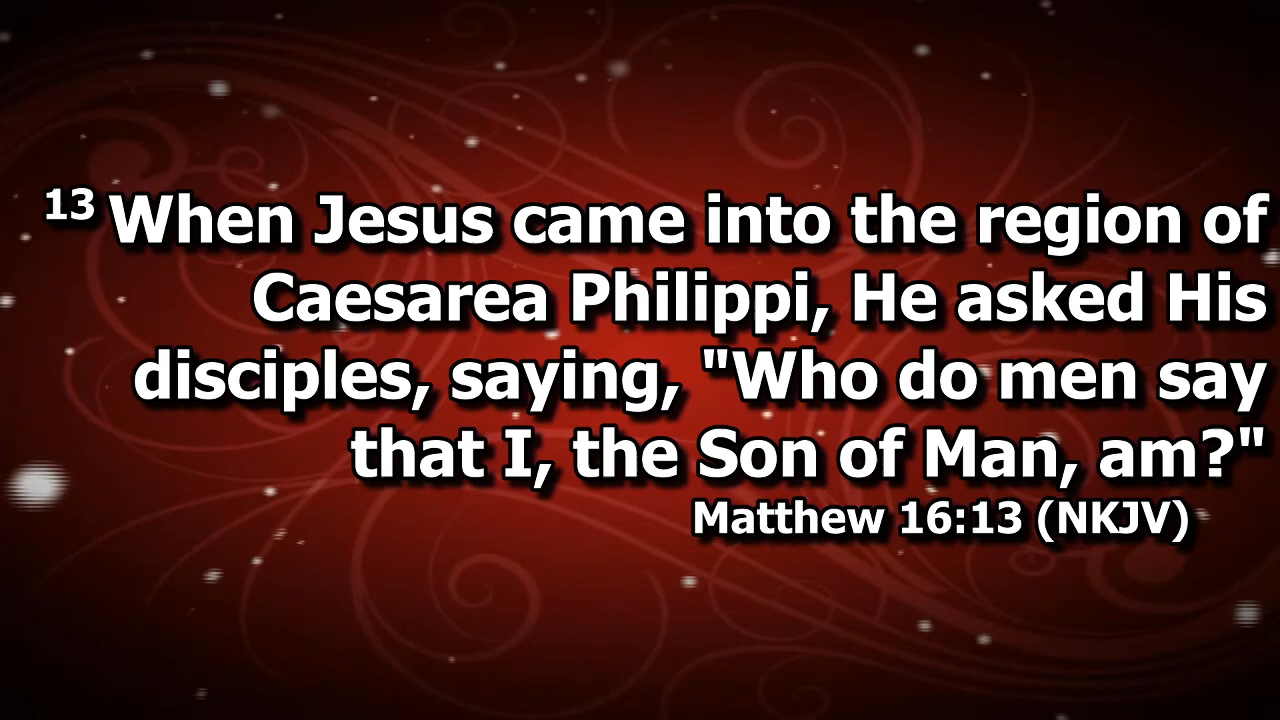 13 When Jesus came into the region of
Caesarea Philippi, He asked His
disciples, saying, "Who do men say
that I, the Son of Man, am?"
Matthew 16:13 (NKJV)